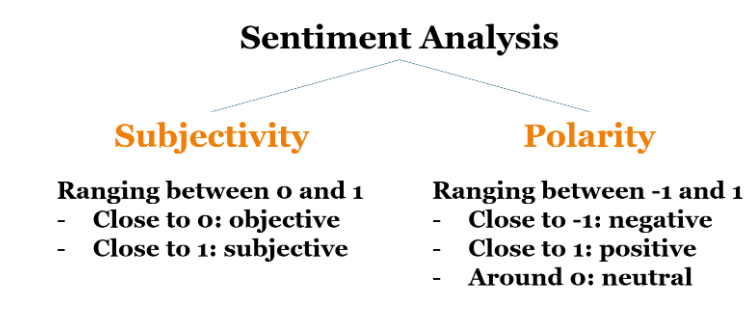 Sentiment Analysis
Subjectivity
Ranging between 0 and 1
- Close to 0: objective
- Close to 1: subjective
Polarity
Ranging between -1 and 1
- Close to -1: negative
- Close to 1: positive
- Around 0: neutral